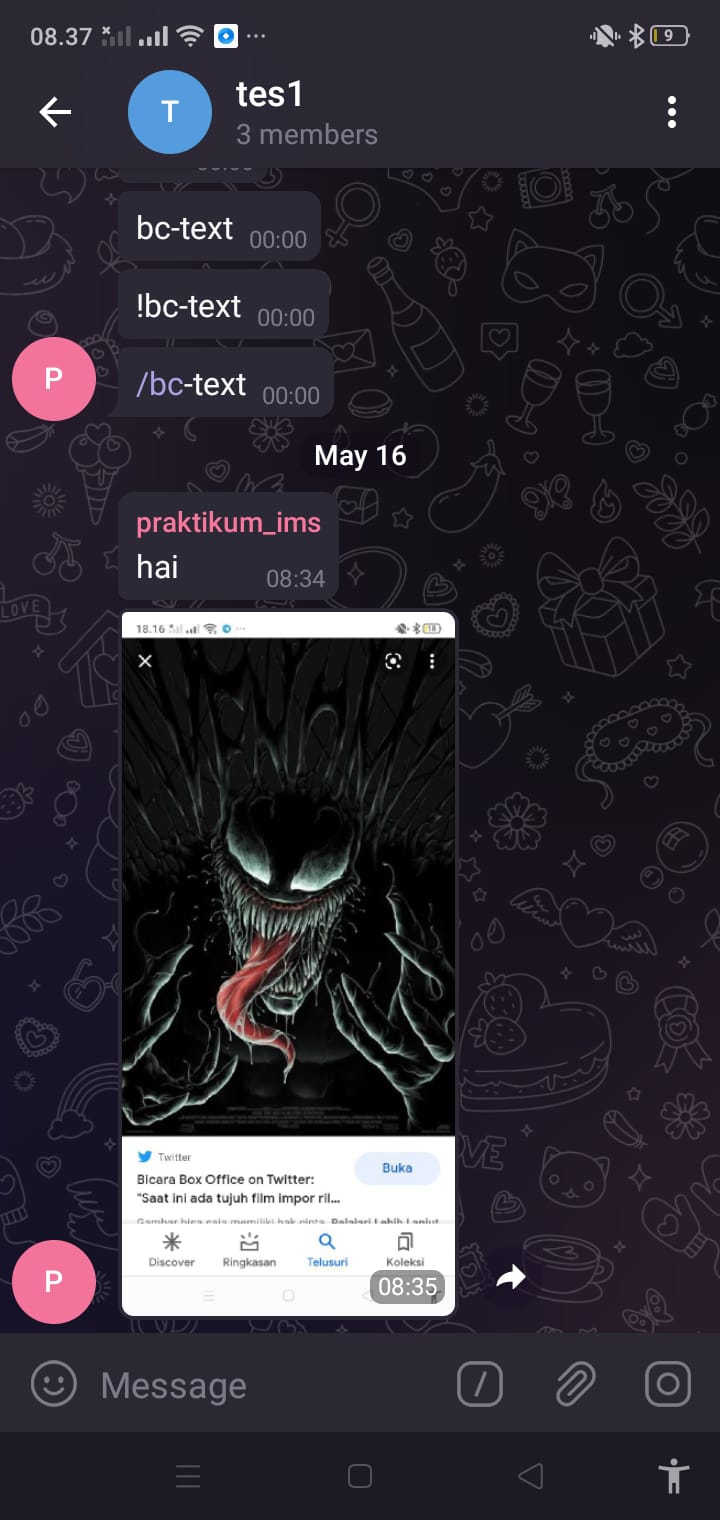 08.37
9
T
tes1
3 members
bc-text 00:00
!bc-text 00:00
P
/bc-text 00:00
May 16
praktikum_ims
hai 08:34
LOVE
18.16
18
Twitter
Bicara Box Office on Twitter:
"Saat ini ada tujuh film impor ril...
Buka
Gambar bisa saja memiliki hak cipta. Pelajari Lebih Lanjut
Discover Ringkasan Telusuri Koleksi
P
08:35
Message